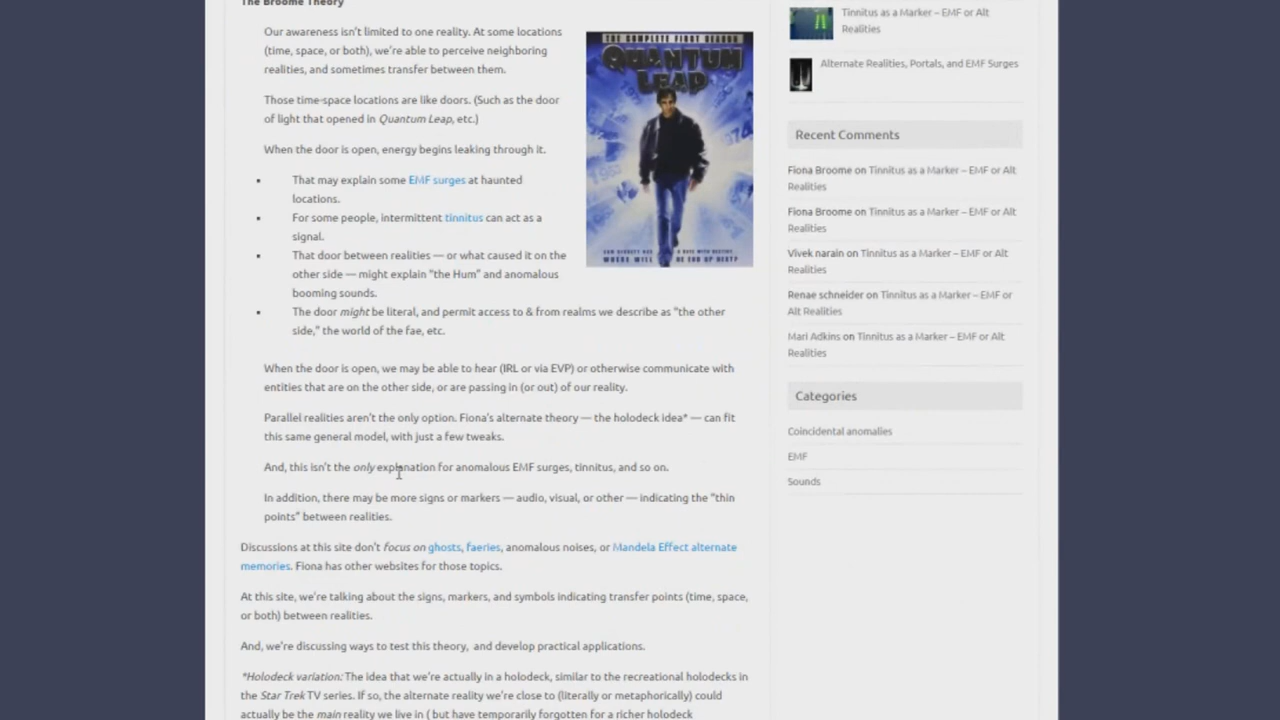 The Broome Theory
Our awareness isn't limited to one reality. At some locations
(time, space, or both), we're able to perceive neighboring
realities, and sometimes transfer between them.
Those time-space locations are like doors. (Such as the door
of light that opened in Quantum Leap, etc.)
When the door is open, energy begins leaking through it.
That may explain some EMF surges at haunted
locations.
For some people, intermittent tinnitus can act as a
signal.
That door between realities — or what caused it on the
other side — might explain "the Hum" and anomalous
booming sounds.
The door might be literal, and permit access to & from realms we describe as "the other
side," the world of the fae, etc.
When the door is open, we may be able to hear (IRL or via EVP) or otherwise communicate with
entities that are on the other side, or are passing in (or out) of our reality.
Parallel realities aren't the only option. Fiona's alternate theory — the holodeck idea* — can fit
this same general model, with just a few tweaks.
And, this isn't the only explanation for anomalous EMF surges, tinnitus, and so on.
In addition, there may be more signs or markers — audio, visual, or other — indicating the "thin
points" between realities.
Discussions at this site don't focus on ghosts, faeries, anomalous noises, or Mandela Effect alternate
memories. Fiona has other websites for those topics.
At this site, we're talking about the signs, markers, and symbols indicating transfer points (time, space,
or both) between realities.
And, we're discussing ways to test this theory, and develop practical applications.
*Holodeck variation: The idea that we're actually in a holodeck, similar to the recreational holodecks in
the Star Trek TV series. If so, the alternate reality we're close to (literally or metaphorically) could
actually be the main reality we live in ( but have temporarily forgotten for a richer holodeck
THE COMPLETE FIRST SEASON
QUANTUM
LEAP
1974
WHERE WILL HE END UP NEXT?
Tinnitus as a Marker – EMF or Alt
Realities
Alternate Realities, Portals, and EMF Surges
Recent Comments
Fiona Broome on Tinnitus as a Marker – EMF or Alt
Realities
Fiona Broome on Tinnitus as a Marker – EMF or Alt
Realities
Vivek narain on Tinnitus as a Marker – EMF or Alt
Realities
Renae schneider on Tinnitus as a Marker – EMF or
Alt Realities
Mari Adkins on Tinnitus as a Marker – EMF or Alt
Realities
Categories
Coincidental anomalies
EMF
Sounds